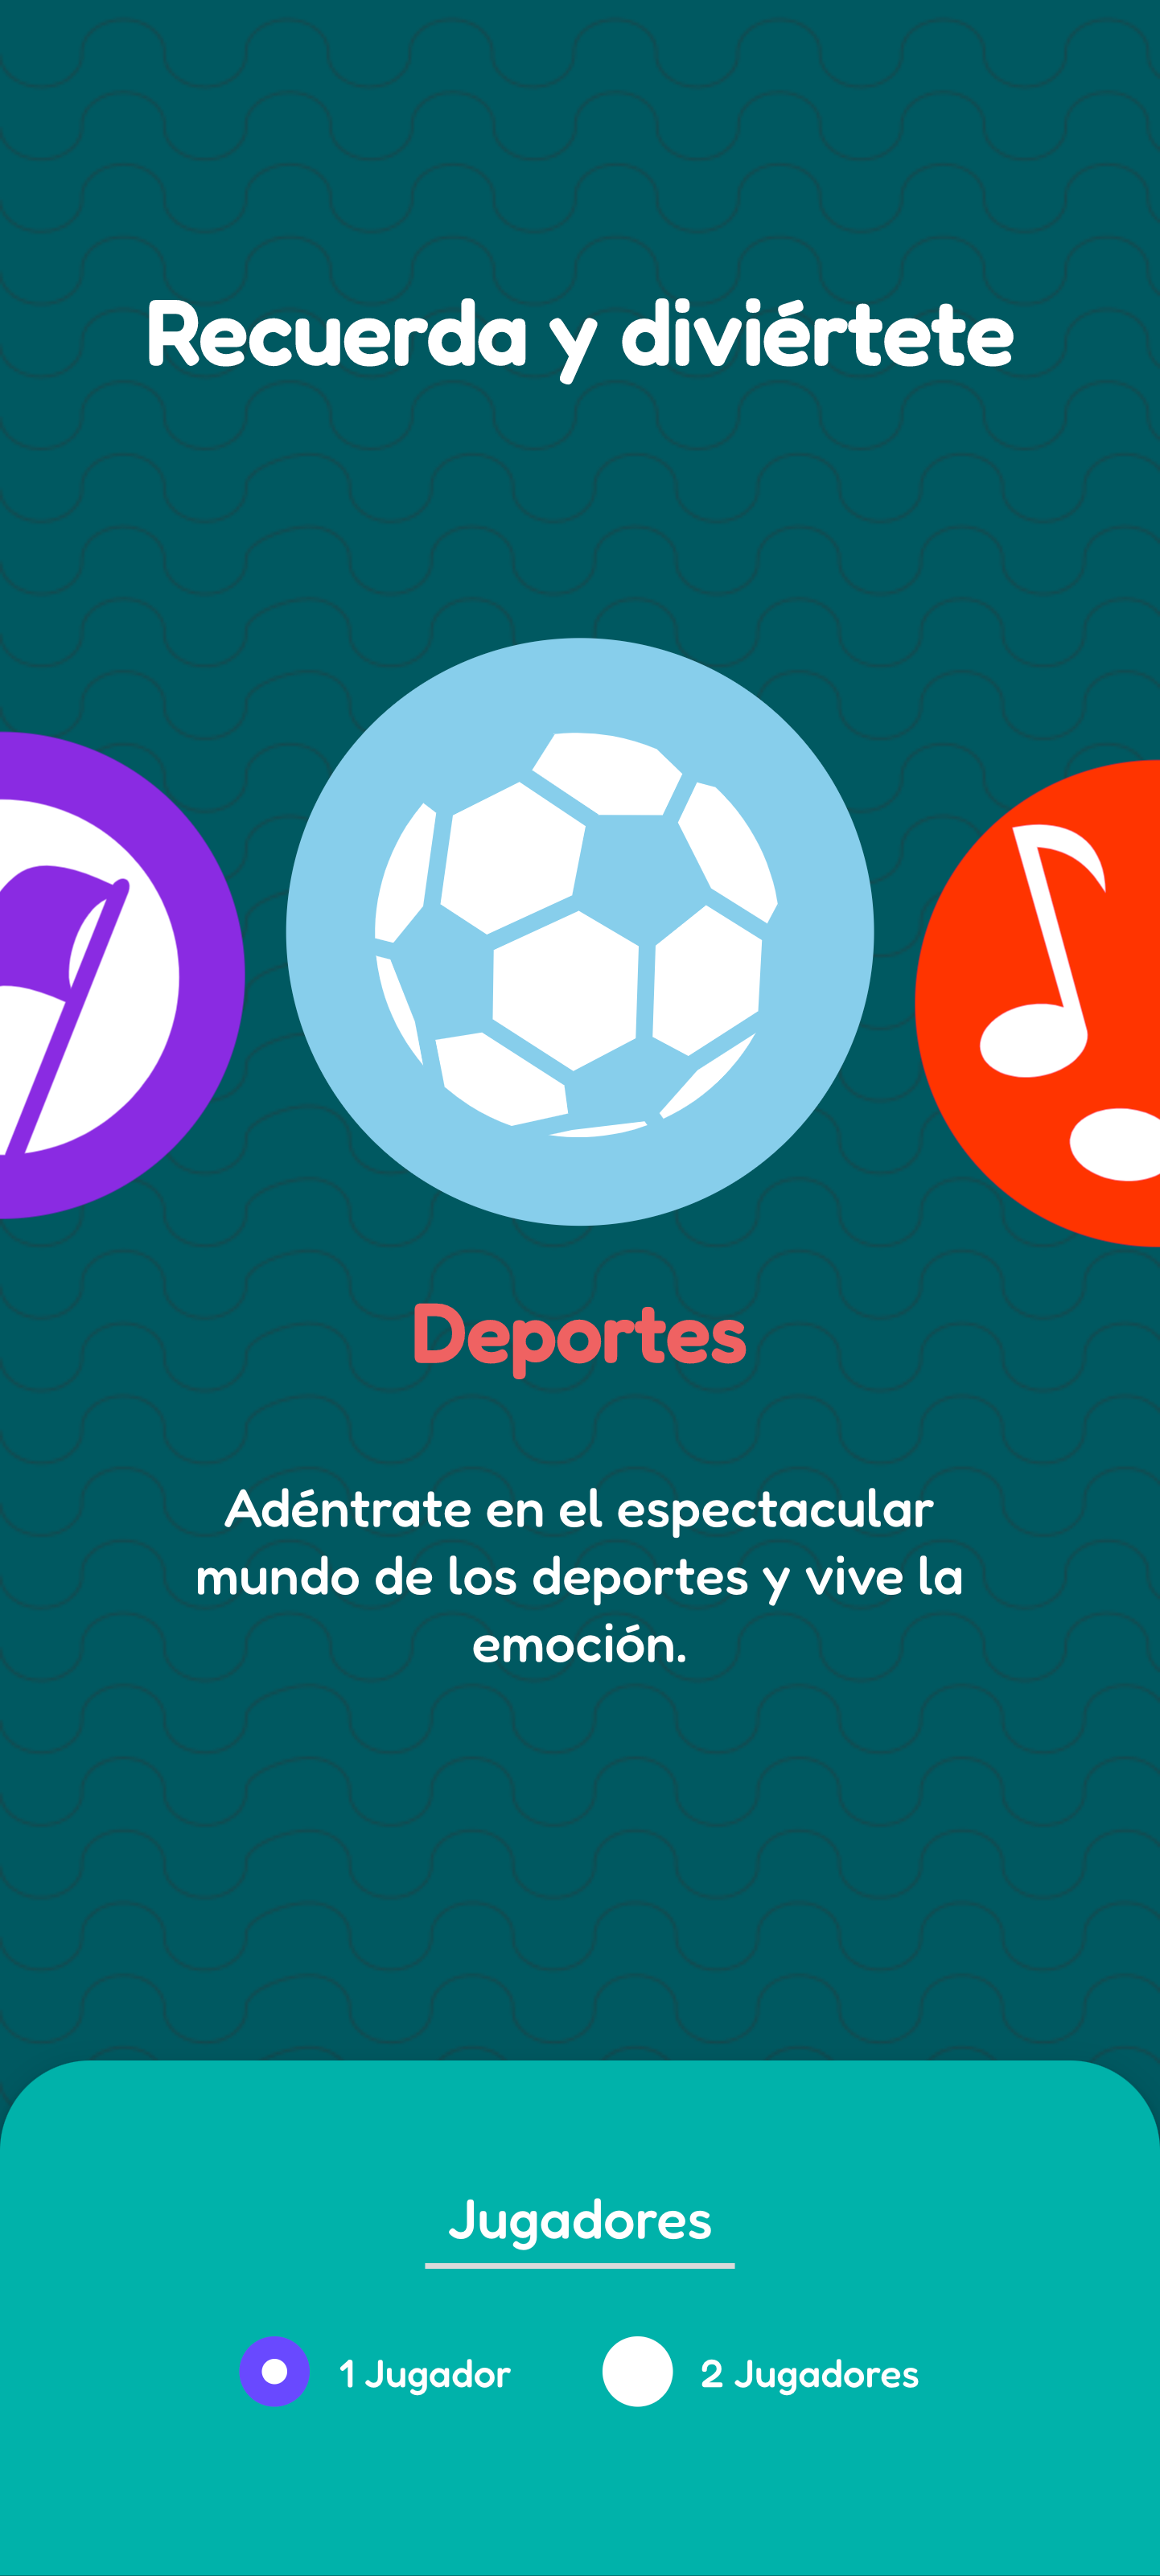 Recuerda y diviértete
Deportes
Adéntrate en el espectacular
mundo de los deportes y vive la
emoción.
Jugadores
1 Jugador
2 Jugadores